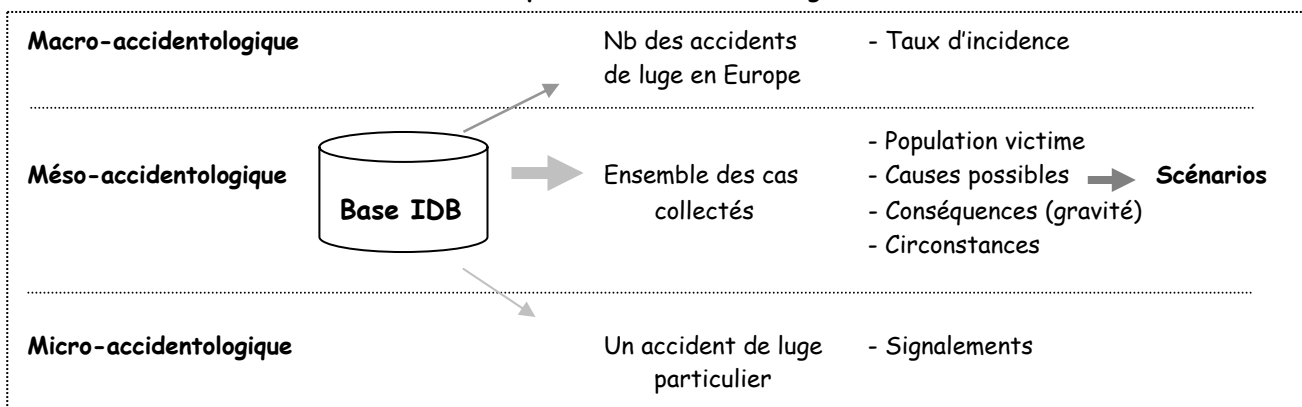 Macro-accidentologique Nb des accidents - Taux d'incidence
de luge en Europe
- Population victime
Méso-accidentologique Ensemble des cas - Causes possibles Scénarios
Base IDB collectés - Conséquences (gravité)
- Circonstances
Micro-accidentologique Un accident de luge - Signalements
particulier